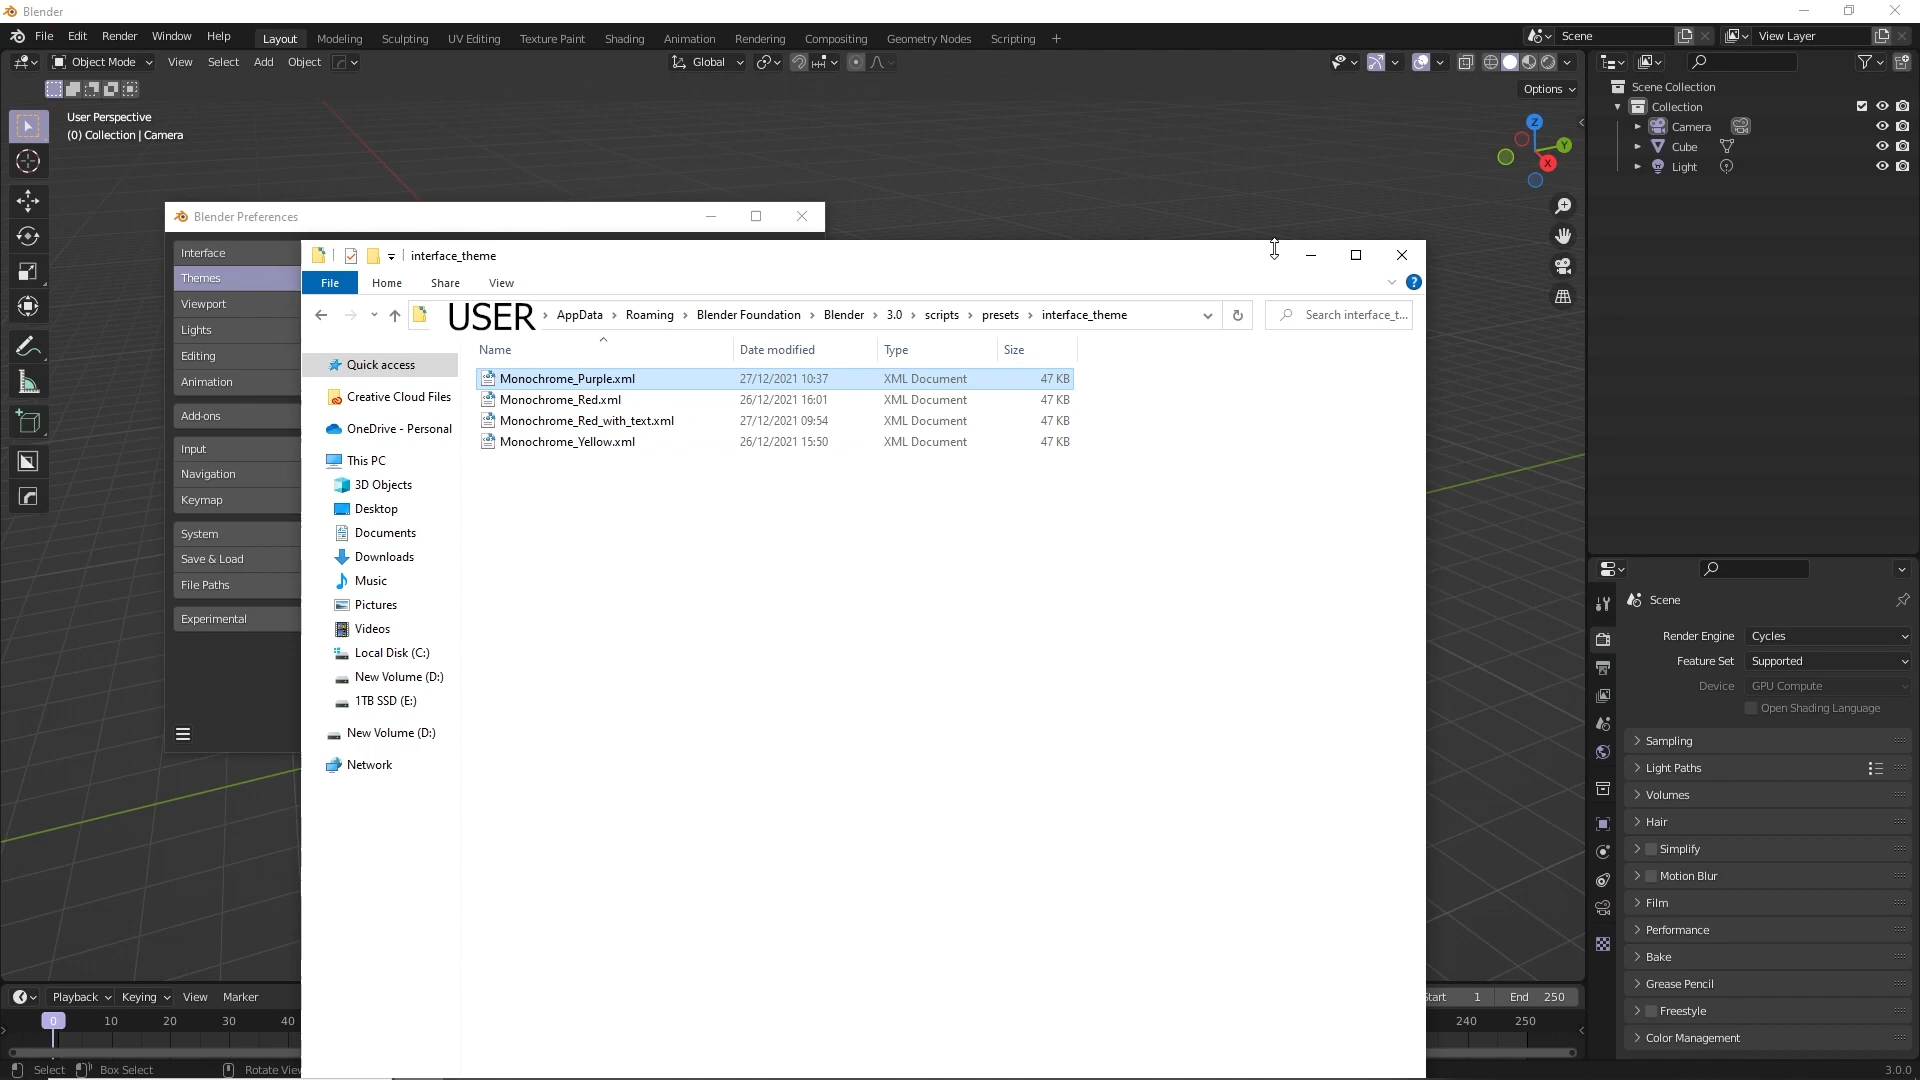 Blender
File Edit Render Window Help Layout Modeling Sculpting UV Editing Texture Paint Shading Animation Rendering Compositing Geometry Nodes Scripting + Scene View Layer
Object Mode View Select Add Object Global
Options
User Perspective
(0) Collection | Camera
Z
Y
X
Scene Collection
Collection
Camera
Cube
Light
Blender Preferences
Interface
Themes
Viewport
Lights
Editing
Animation
Add-ons
Input
Navigation
Keymap
System
Save & Load
File Paths
Experimental
interface_theme
File Home Share View
USER › AppData › Roaming › Blender Foundation › Blender › 3.0 › scripts › presets › interface_theme
Search interface_t...
Name Date modified Type Size
Monochrome_Purple.xml 27/12/2021 10:37 XML Document 47 KB
Monochrome_Red.xml 26/12/2021 16:01 XML Document 47 KB
Monochrome_Red_with_text.xml 27/12/2021 09:54 XML Document 47 KB
Monochrome_Yellow.xml 26/12/2021 15:50 XML Document 47 KB
Quick access
Creative Cloud Files
OneDrive - Personal
This PC
3D Objects
Desktop
Documents
Downloads
Music
Pictures
Videos
Local Disk (C:)
New Volume (D:)
1TB SSD (E:)
New Volume (D:)
Network
Scene
Render Engine Cycles
Feature Set Supported
Device GPU Compute
Open Shading Language
Sampling
Light Paths
Volumes
Hair
Simplify
Motion Blur
Film
Performance
Bake
Grease Pencil
Freestyle
Color Management
Playback Keying View Marker
tart 1 End 250
0 10 20 30 40
240 250
Select Box Select Rotate Vie
3.0.0